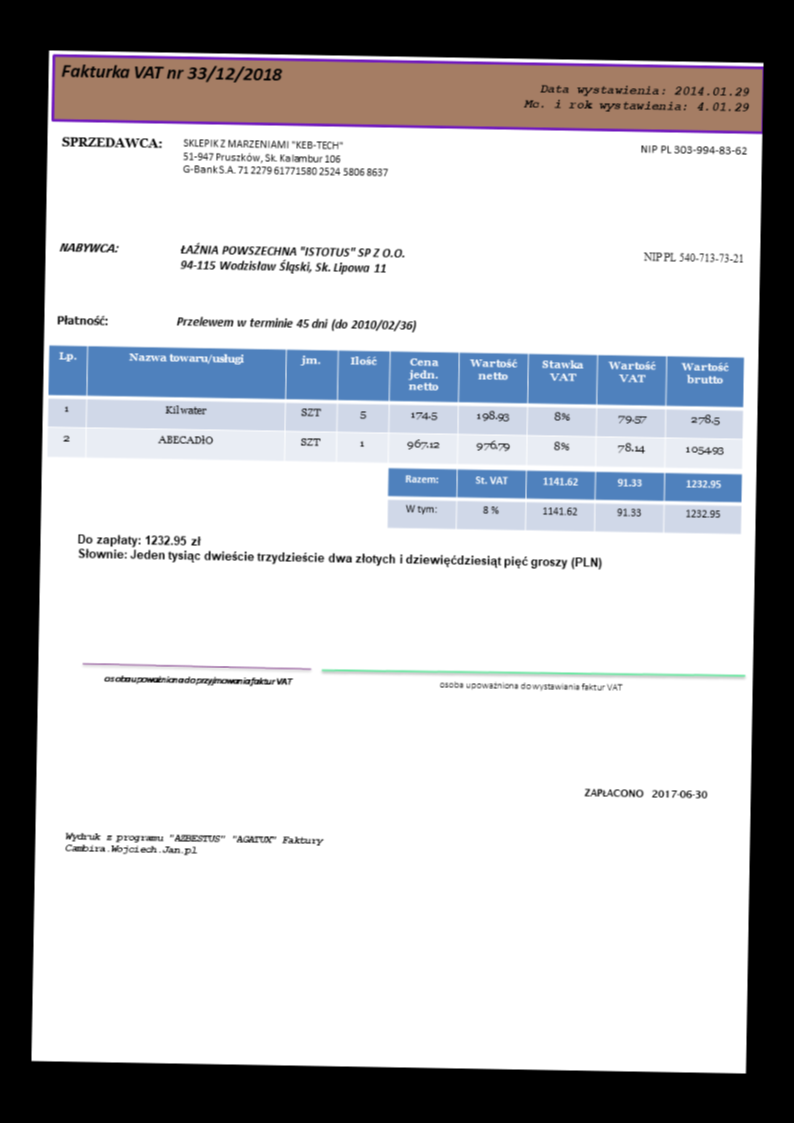 Fakturka VAT nr 33/12/2018
Data wystawienia: 2014.01.29
Mc. i rok wystawienia: 4.01.29
SPRZEDAWCA: SKLEPIK Z MARZENIAMI "KEB-TECH" NIP PL 303-994-83-62
51-947 Pruszków, Sk. Kalambur 106
G-Bank S.A. 71 2279 6177 1580 2524 5806 8637
NABYWCA: ŁAŹNIA POWSZECHNA "ISTOTUS" SP Z O.O. NIP PL 540-713-73-21
94-115 Wodzisław Śląski, Sk. Lipowa 11
Płatność: Przelewem w terminie 45 dni (do 2010/02/36)
Lp. Nazwa towaru/usługi jm. Ilość Cena jedn. netto Wartość netto Stawka VAT Wartość VAT Wartość brutto
1 Kilwater SZT 5 174.5 198.93 8% 79.57 278.5
2 ABECADłO SZT 1 967.12 976.79 8% 78.14 1054.93
Razem: St. VAT 1141.62 91.33 1232.95
W tym: 8 % 1141.62 91.33 1232.95
Do zapłaty: 1232.95 zł
Słownie: Jeden tysiąc dwieście trzydzieście dwa złotych i dziewięćdziesiąt pięć groszy (PLN)
osoba upoważniona do przyjmowania faktur VAT
osoba upoważniona do wystawiania faktur VAT
ZAPŁACONO 2017-06-30
Wydruk z programu "AZBESTUS" "AGATUX" Faktury
Cambira.Wojciech.Jan.pl